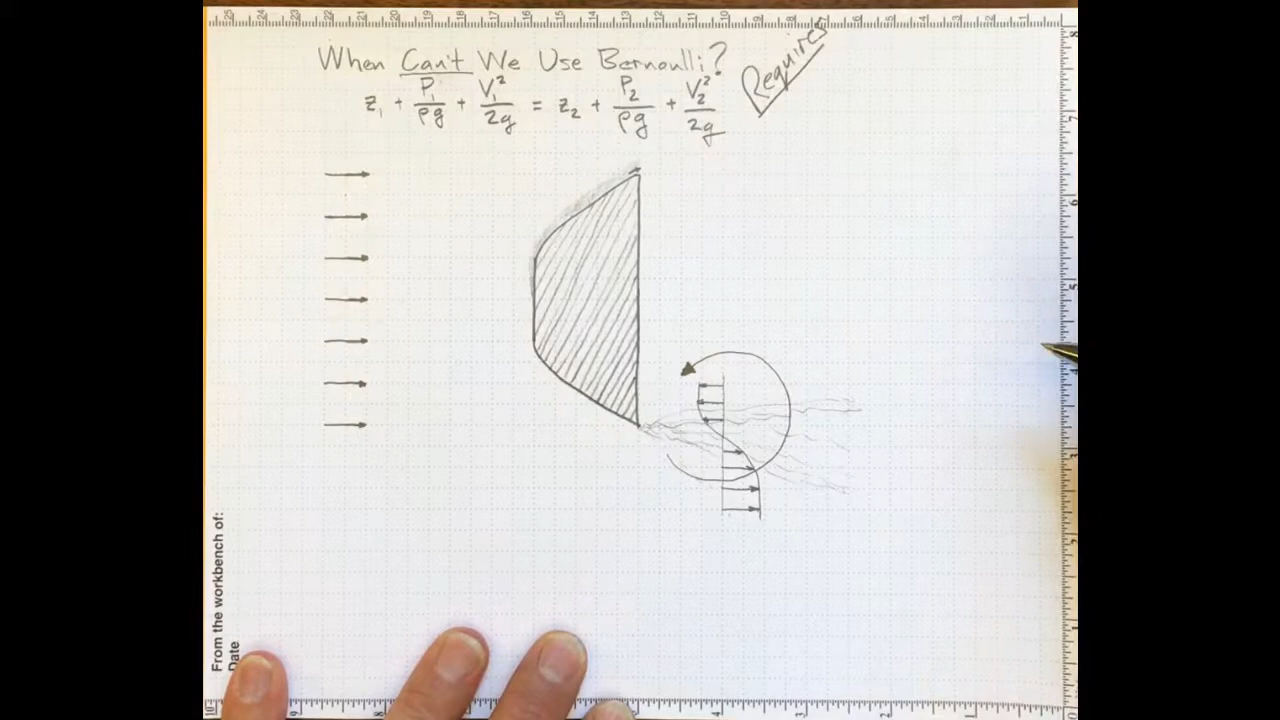 When Can't We Use Bernoulli?
z₁ + P₁/ρg + V₁²/2g = z₂ + P₂/ρg + V₂²/2g
Requires
From the workbench of:
Date